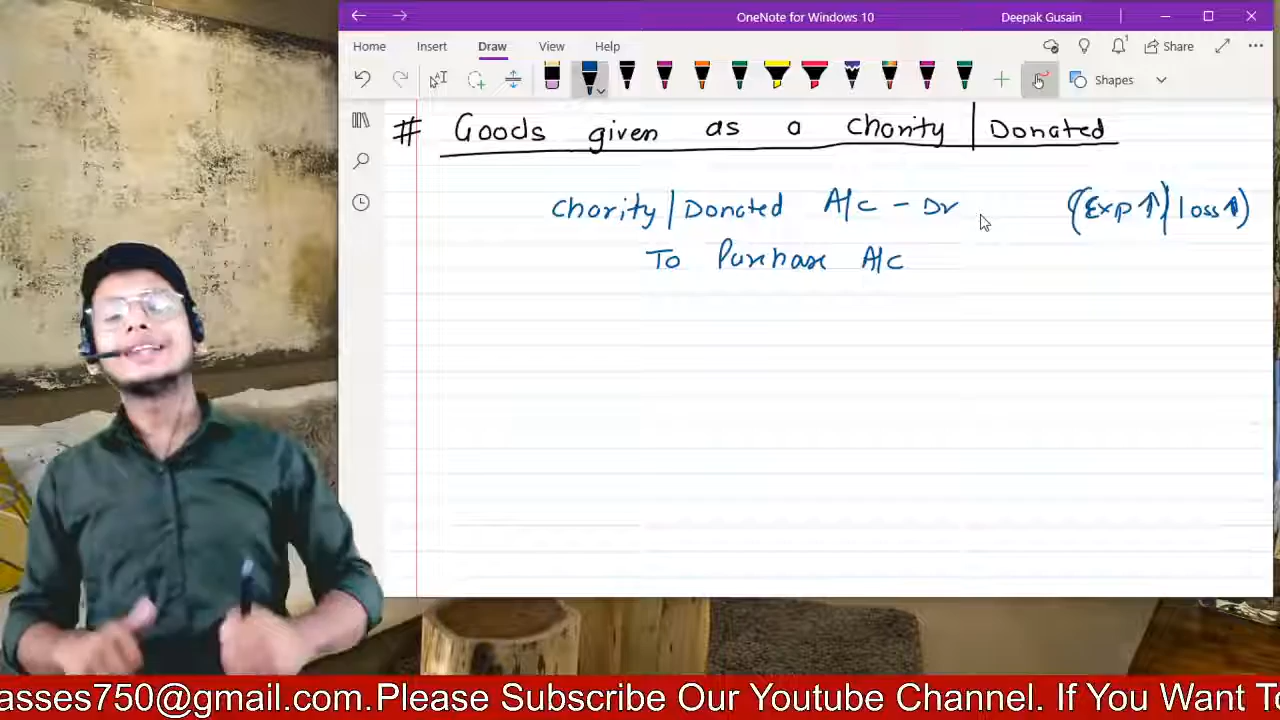 OneNote for Windows 10
Deepak Gusain
Home Insert Draw View Help
Share
Shapes
# Goods given as a Charity | Donated
Charity | Donated A/c - Dr (Exp ↑) | loss ↑)
To Purchase A/c
asses750@gmail.com.Please Subscribe Our Youtube Channel. If You Want To